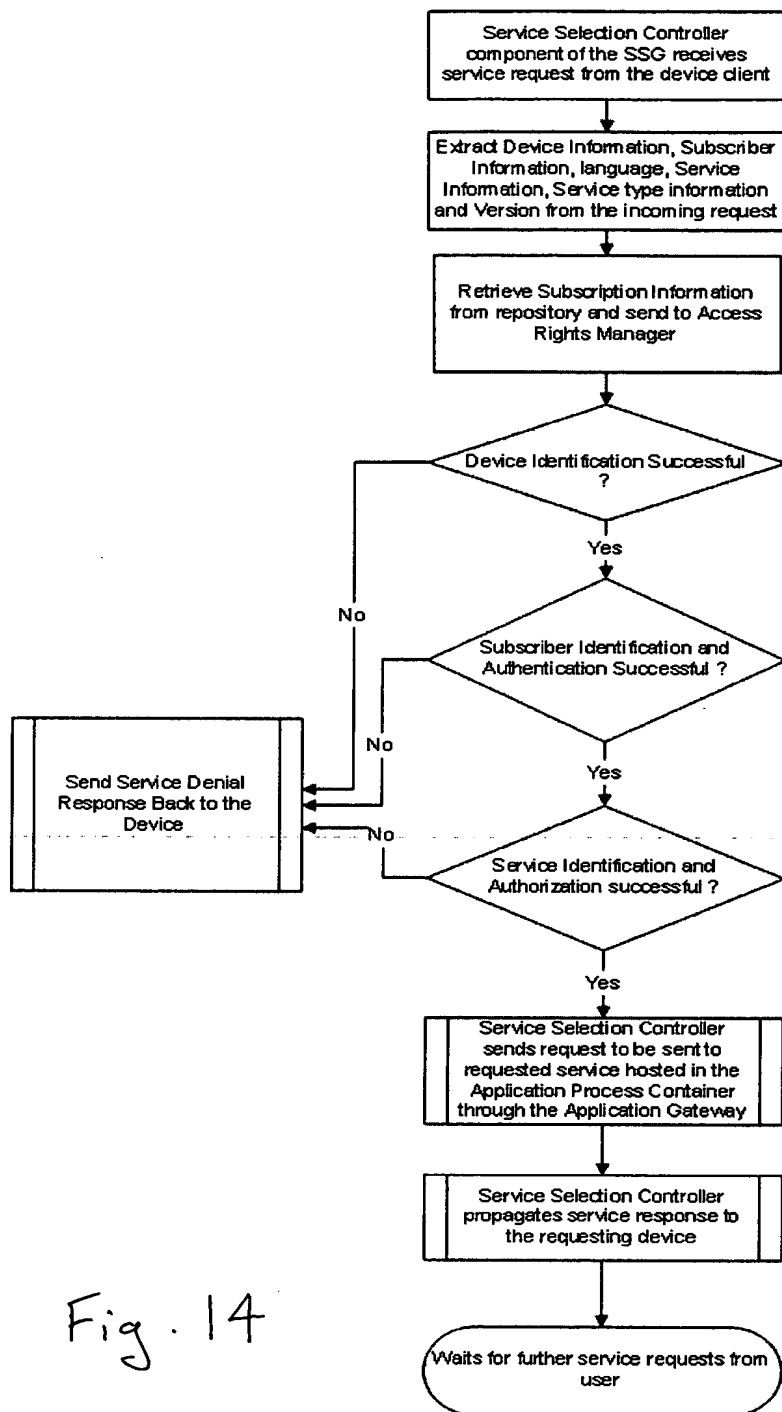 Service Selection Controller
component of the SSG receives
service request from the device client
Extract Device Information, Subscriber
Information, language, Service
Information, Service type information
and Version from the incoming request
Retrieve Subscription Information
from repository and send to Access
Rights Manager
Device Identification Successful
?
Yes
No
Subscriber Identification and
Authentication Successful ?
No
Yes
Send Service Denial
Response Back to the
Device
No
Service Identification and
Authorization successful ?
Yes
Service Selection Controller
sends request to be sent to
requested service hosted in the
Application Process Container
through the Application Gateway
Service Selection Controller
propagates service response to
the requesting device
Waits for further service requests from
user
Fig. 14